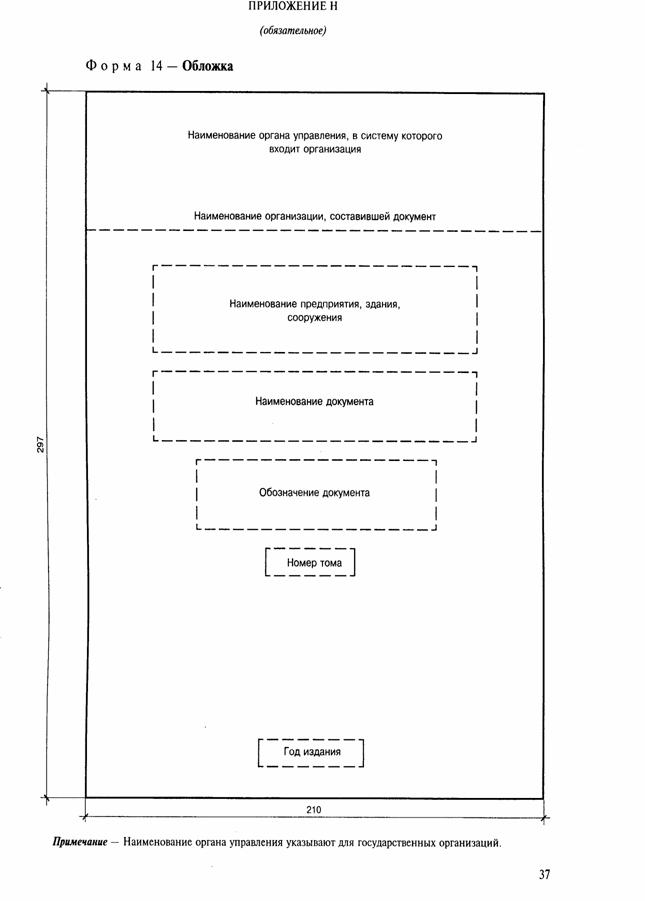 ПРИЛОЖЕНИЕ Н
(обязательное)
Форма 14 — Обложка
Наименование органа управления, в систему которого
входит организация
Наименование организации, составившей документ
Наименование предприятия, здания,
сооружения
Наименование документа
297
Обозначение документа
Номер тома
Год издания
210
Примечание — Наименование органа управления указывают для государственных организаций.
37